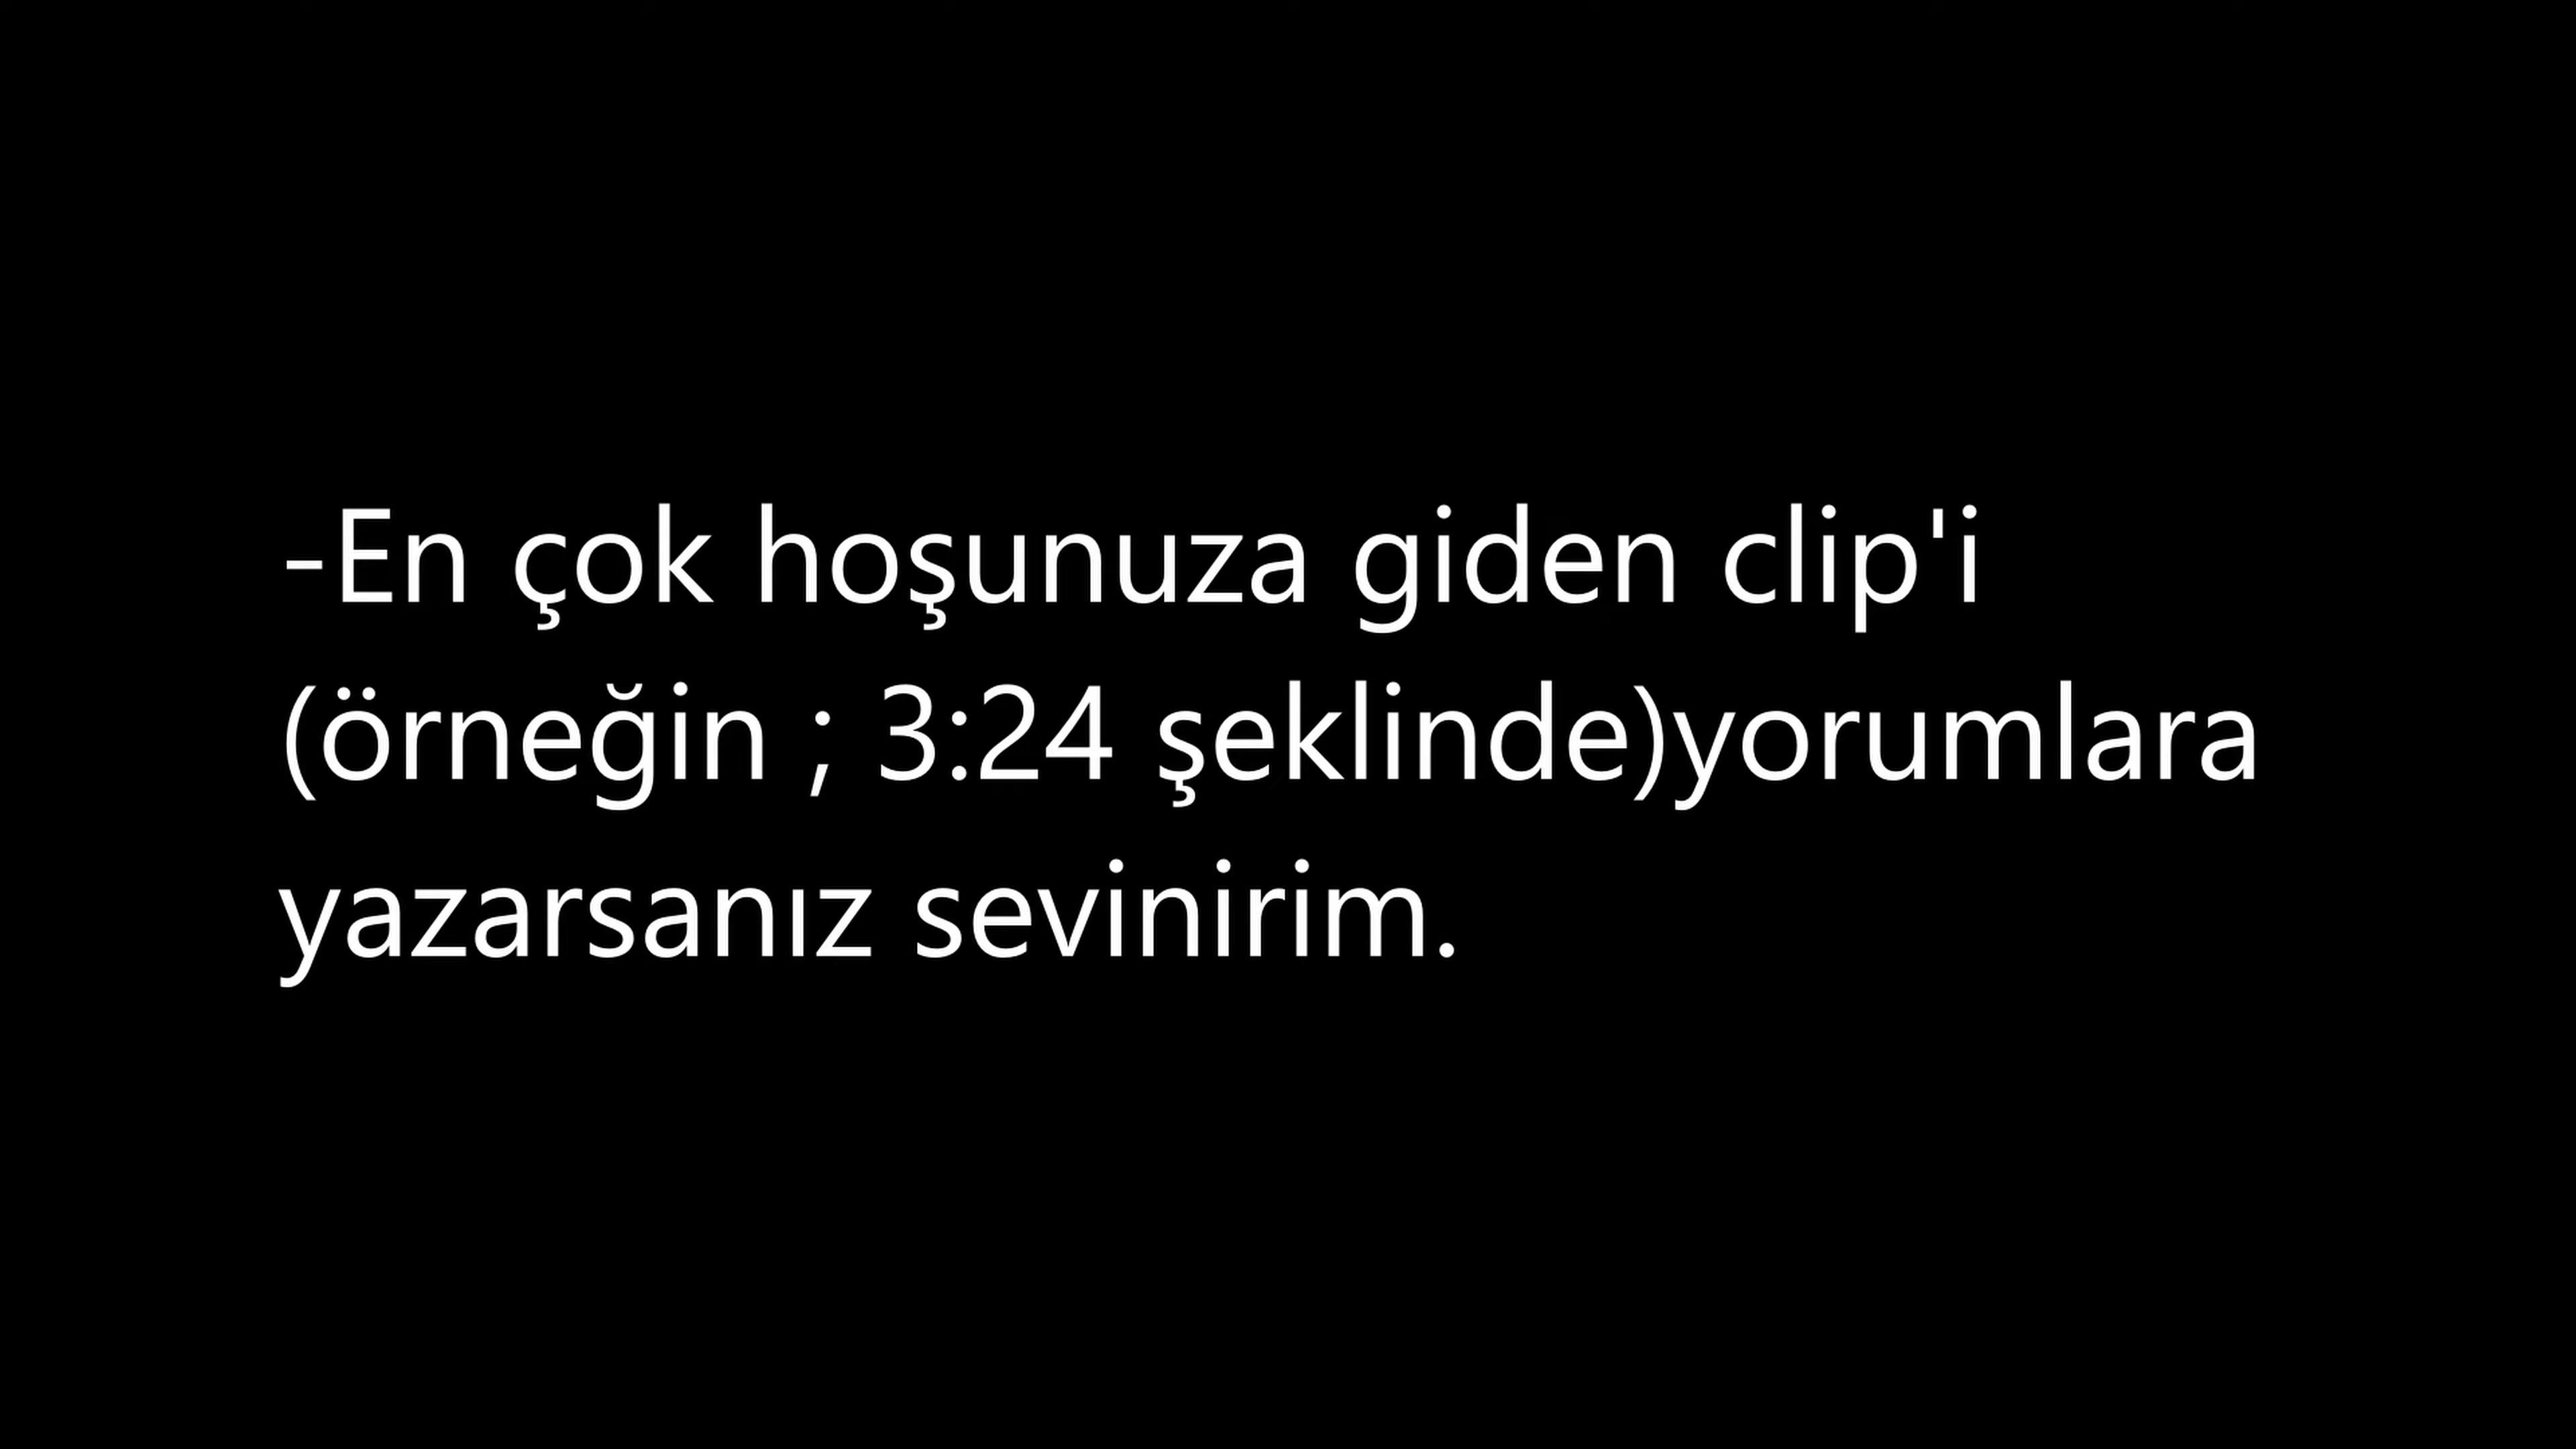 -En çok hoşunuza giden clip'i
(örneğin ; 3:24 şeklinde)yorumlara
yazarsanız sevinirim.